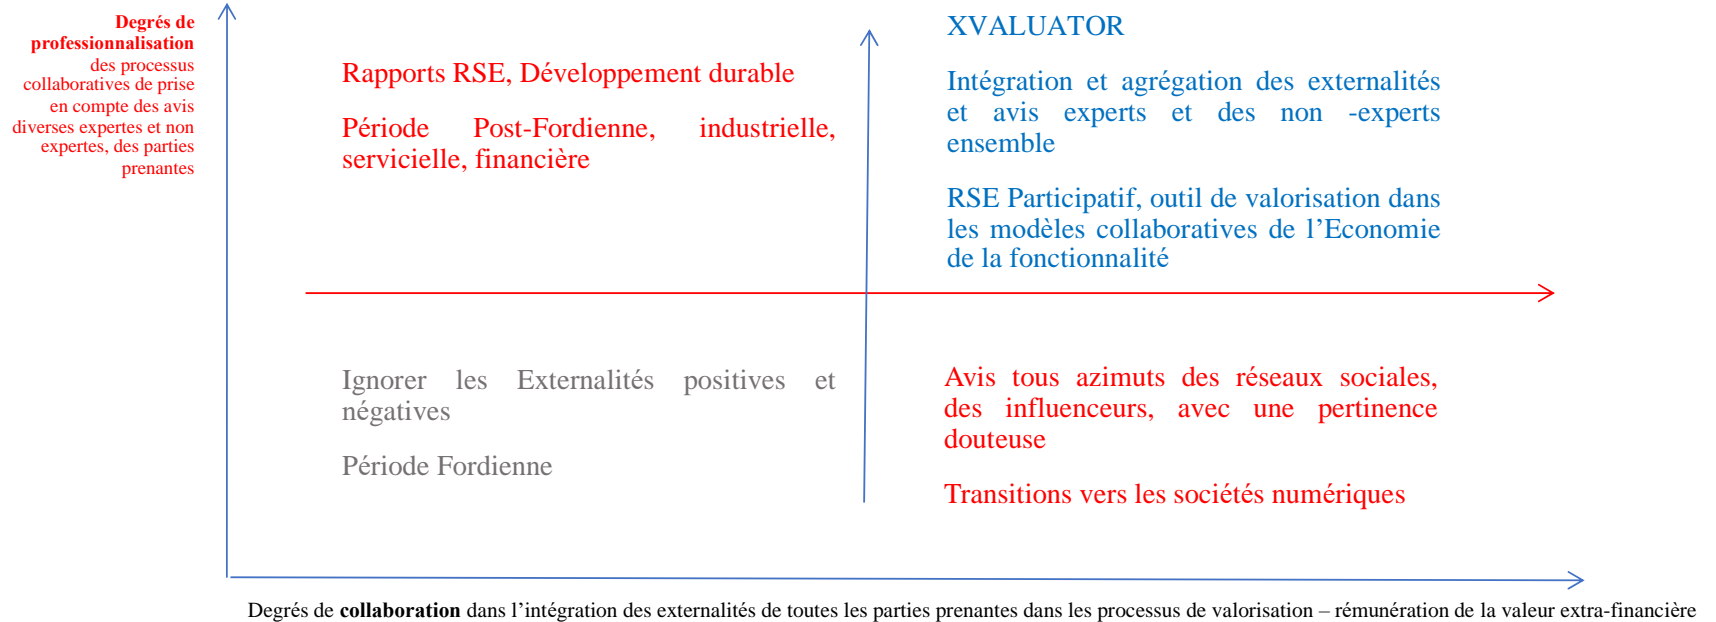 Degrés de
professionnalisation
des processus
collaboratives de prise
en compte des avis
diverses expertes et non
expertes, des parties
prenantes
Rapports RSE, Développement durable
Période Post-Fordienne, industrielle,
servicielle, financière
XVALUATOR
Intégration et agrégation des externalités
et avis experts et des non -experts
ensemble
RSE Participatif, outil de valorisation dans
les modèles collaboratives de l’Economie
de la fonctionnalité
Ignorer les Externalités positives et
négatives
Période Fordienne
Avis tous azimuts des réseaux sociales,
des influenceurs, avec une pertinence
douteuse
Transitions vers les sociétés numériques
Degrés de collaboration dans l’intégration des externalités de toutes les parties prenantes dans les processus de valorisation – rémunération de la valeur extra-financière